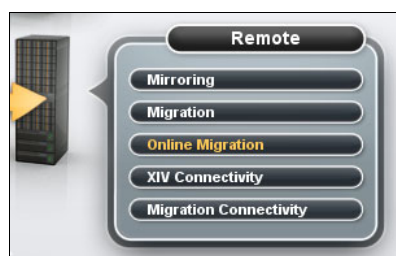 Remote
Mirroring
Migration
Online Migration
XIV Connectivity
Migration Connectivity